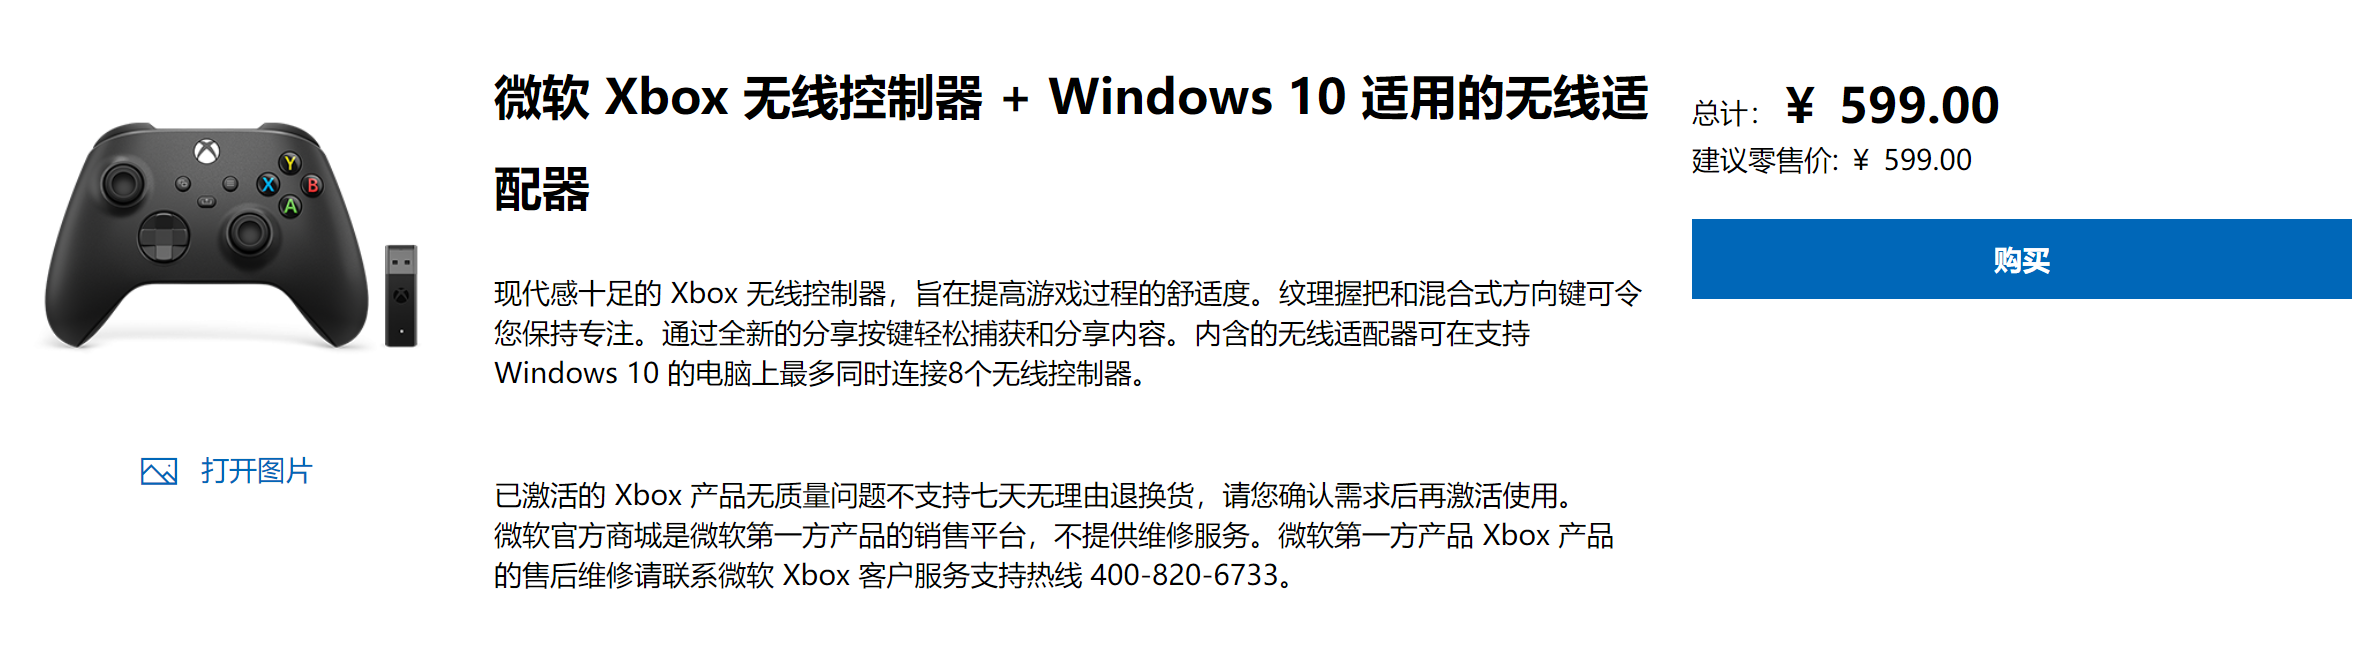 微软 Xbox 无线控制器 + Windows 10 适用的无线适
配器
现代感十足的 Xbox 无线控制器，旨在提高游戏过程的舒适度。纹理握把和混合式方向键可令
您保持专注。通过全新的分享按键轻松捕获和分享内容。内含的无线适配器可在支持
Windows 10 的电脑上最多同时连接8个无线控制器。
已激活的 Xbox 产品无质量问题不支持七天无理由退换货，请您确认需求后再激活使用。
微软官方商城是微软第一方产品的销售平台，不提供维修服务。微软第一方产品 Xbox 产品
的售后维修请联系微软 Xbox 客户服务支持热线 400-820-6733。
总计： ¥ 599.00
建议零售价: ¥ 599.00
购买
Y
X
B
A
打开图片